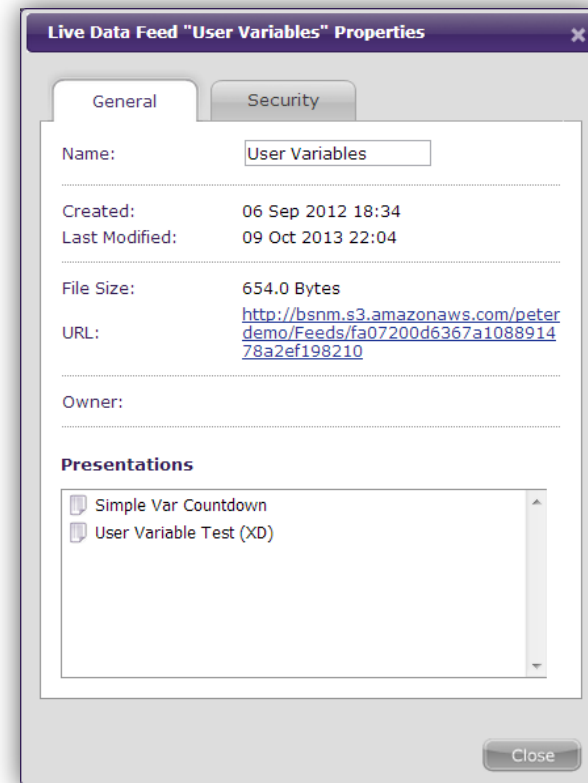 Live Data Feed "User Variables" Properties
General
Security
Name:
User Variables
Created:
06 Sep 2012 18:34
Last Modified:
09 Oct 2013 22:04
File Size:
654.0 Bytes
URL:
http://bsnm.s3.amazonaws.com/peter
demo/Feeds/fa07200d6367a1088914
78a2ef198210
Owner:
Presentations
Simple Var Countdown
User Variable Test (XD)
Close